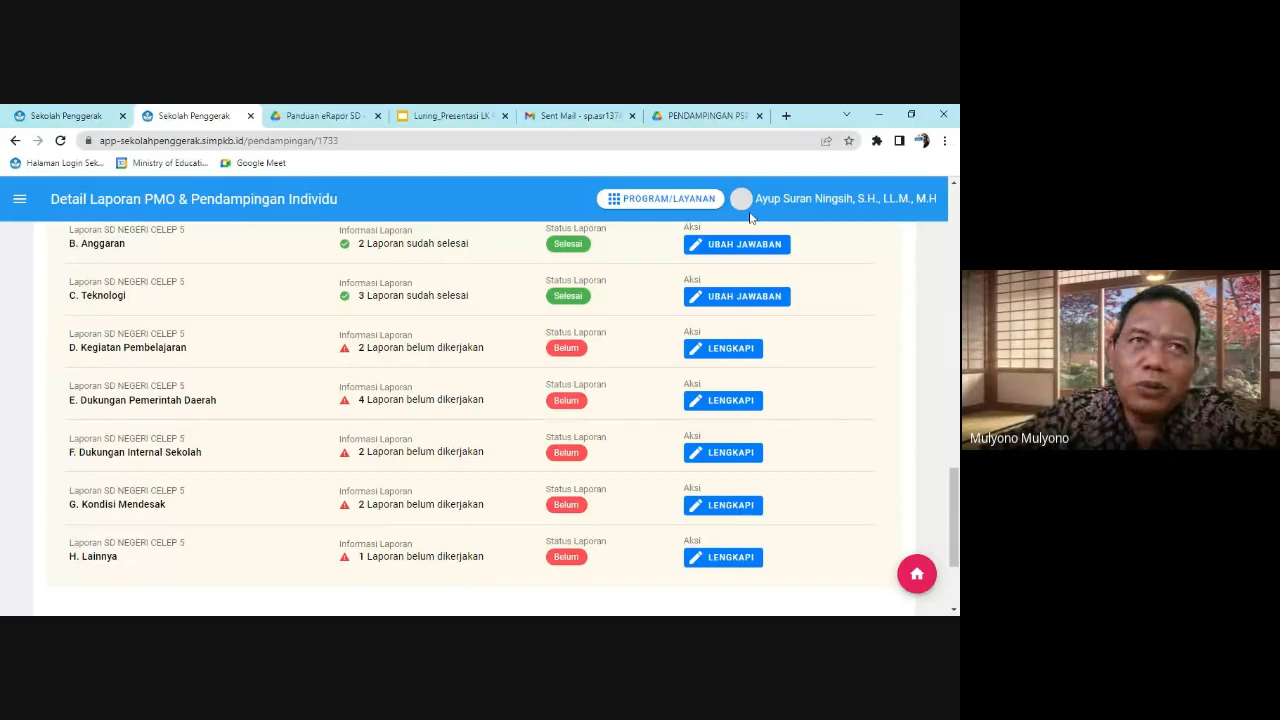 Sekolah Penggerak
Sekolah Penggerak
Panduan eRapor SD -
Luring_Presentasi LK
Sent Mail - sp.asr137
PENDAMPINGAN PSP
app-sekolahpenggerak.simpkb.id/pendampingan/1733
Halaman Login Sek...
Ministry of Educati...
Google Meet
Detail Laporan PMO & Pendampingan Individu
PROGRAM/LAYANAN
Ayup Suran Ningsih, S.H., LL.M., M.H
Laporan SD NEGERI CELEP 5
B. Anggaran
Informasi Laporan
2 Laporan sudah selesai
Status Laporan
Selesai
Aksi
UBAH JAWABAN
Laporan SD NEGERI CELEP 5
C. Teknologi
Informasi Laporan
3 Laporan sudah selesai
Status Laporan
Selesai
Aksi
UBAH JAWABAN
Laporan SD NEGERI CELEP 5
D. Kegiatan Pembelajaran
Informasi Laporan
2 Laporan belum dikerjakan
Status Laporan
Belum
Aksi
LENGKAPI
Laporan SD NEGERI CELEP 5
E. Dukungan Pemerintah Daerah
Informasi Laporan
4 Laporan belum dikerjakan
Status Laporan
Belum
Aksi
LENGKAPI
Laporan SD NEGERI CELEP 5
F. Dukungan Internal Sekolah
Informasi Laporan
2 Laporan belum dikerjakan
Status Laporan
Belum
Aksi
LENGKAPI
Laporan SD NEGERI CELEP 5
G. Kondisi Mendesak
Informasi Laporan
2 Laporan belum dikerjakan
Status Laporan
Belum
Aksi
LENGKAPI
Laporan SD NEGERI CELEP 5
H. Lainnya
Informasi Laporan
1 Laporan belum dikerjakan
Status Laporan
Belum
Aksi
LENGKAPI
Mulyono Mulyono